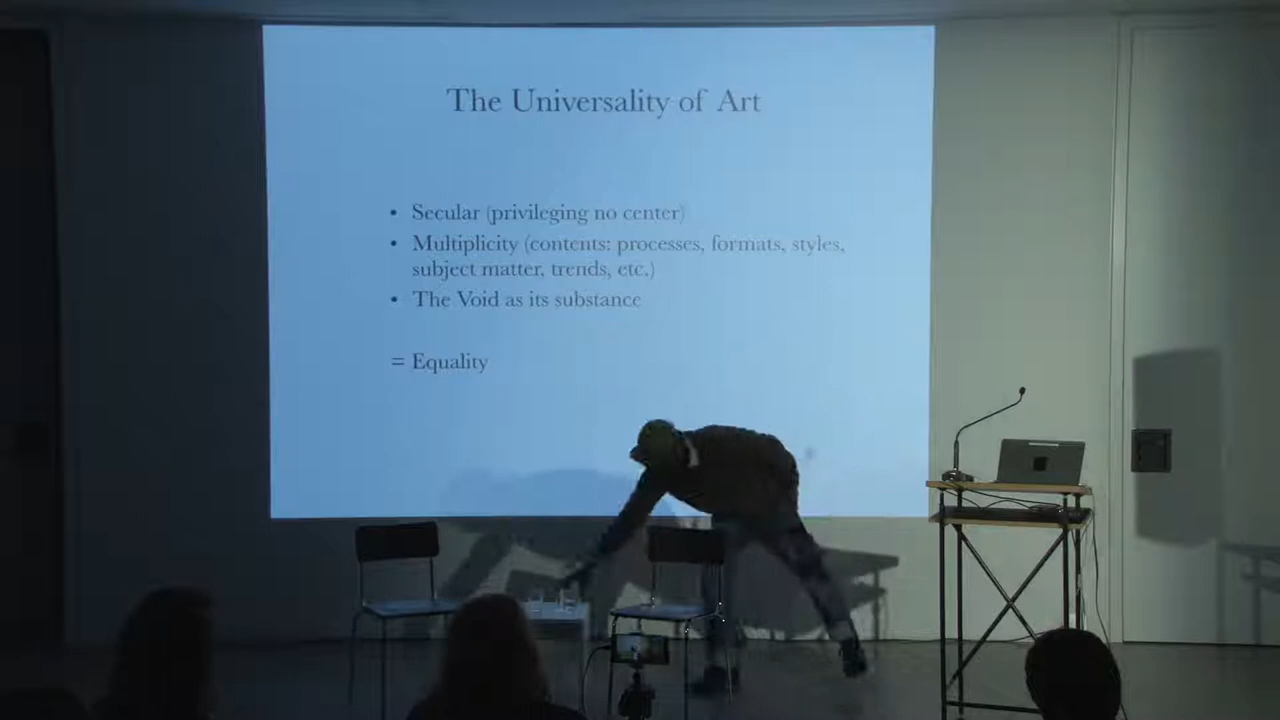 The Universality of Art
• Secular (privileging no center)
• Multiplicity (contents: processes, formats, styles,
subject matter, trends, etc.)
• The Void as its substance
= Equality